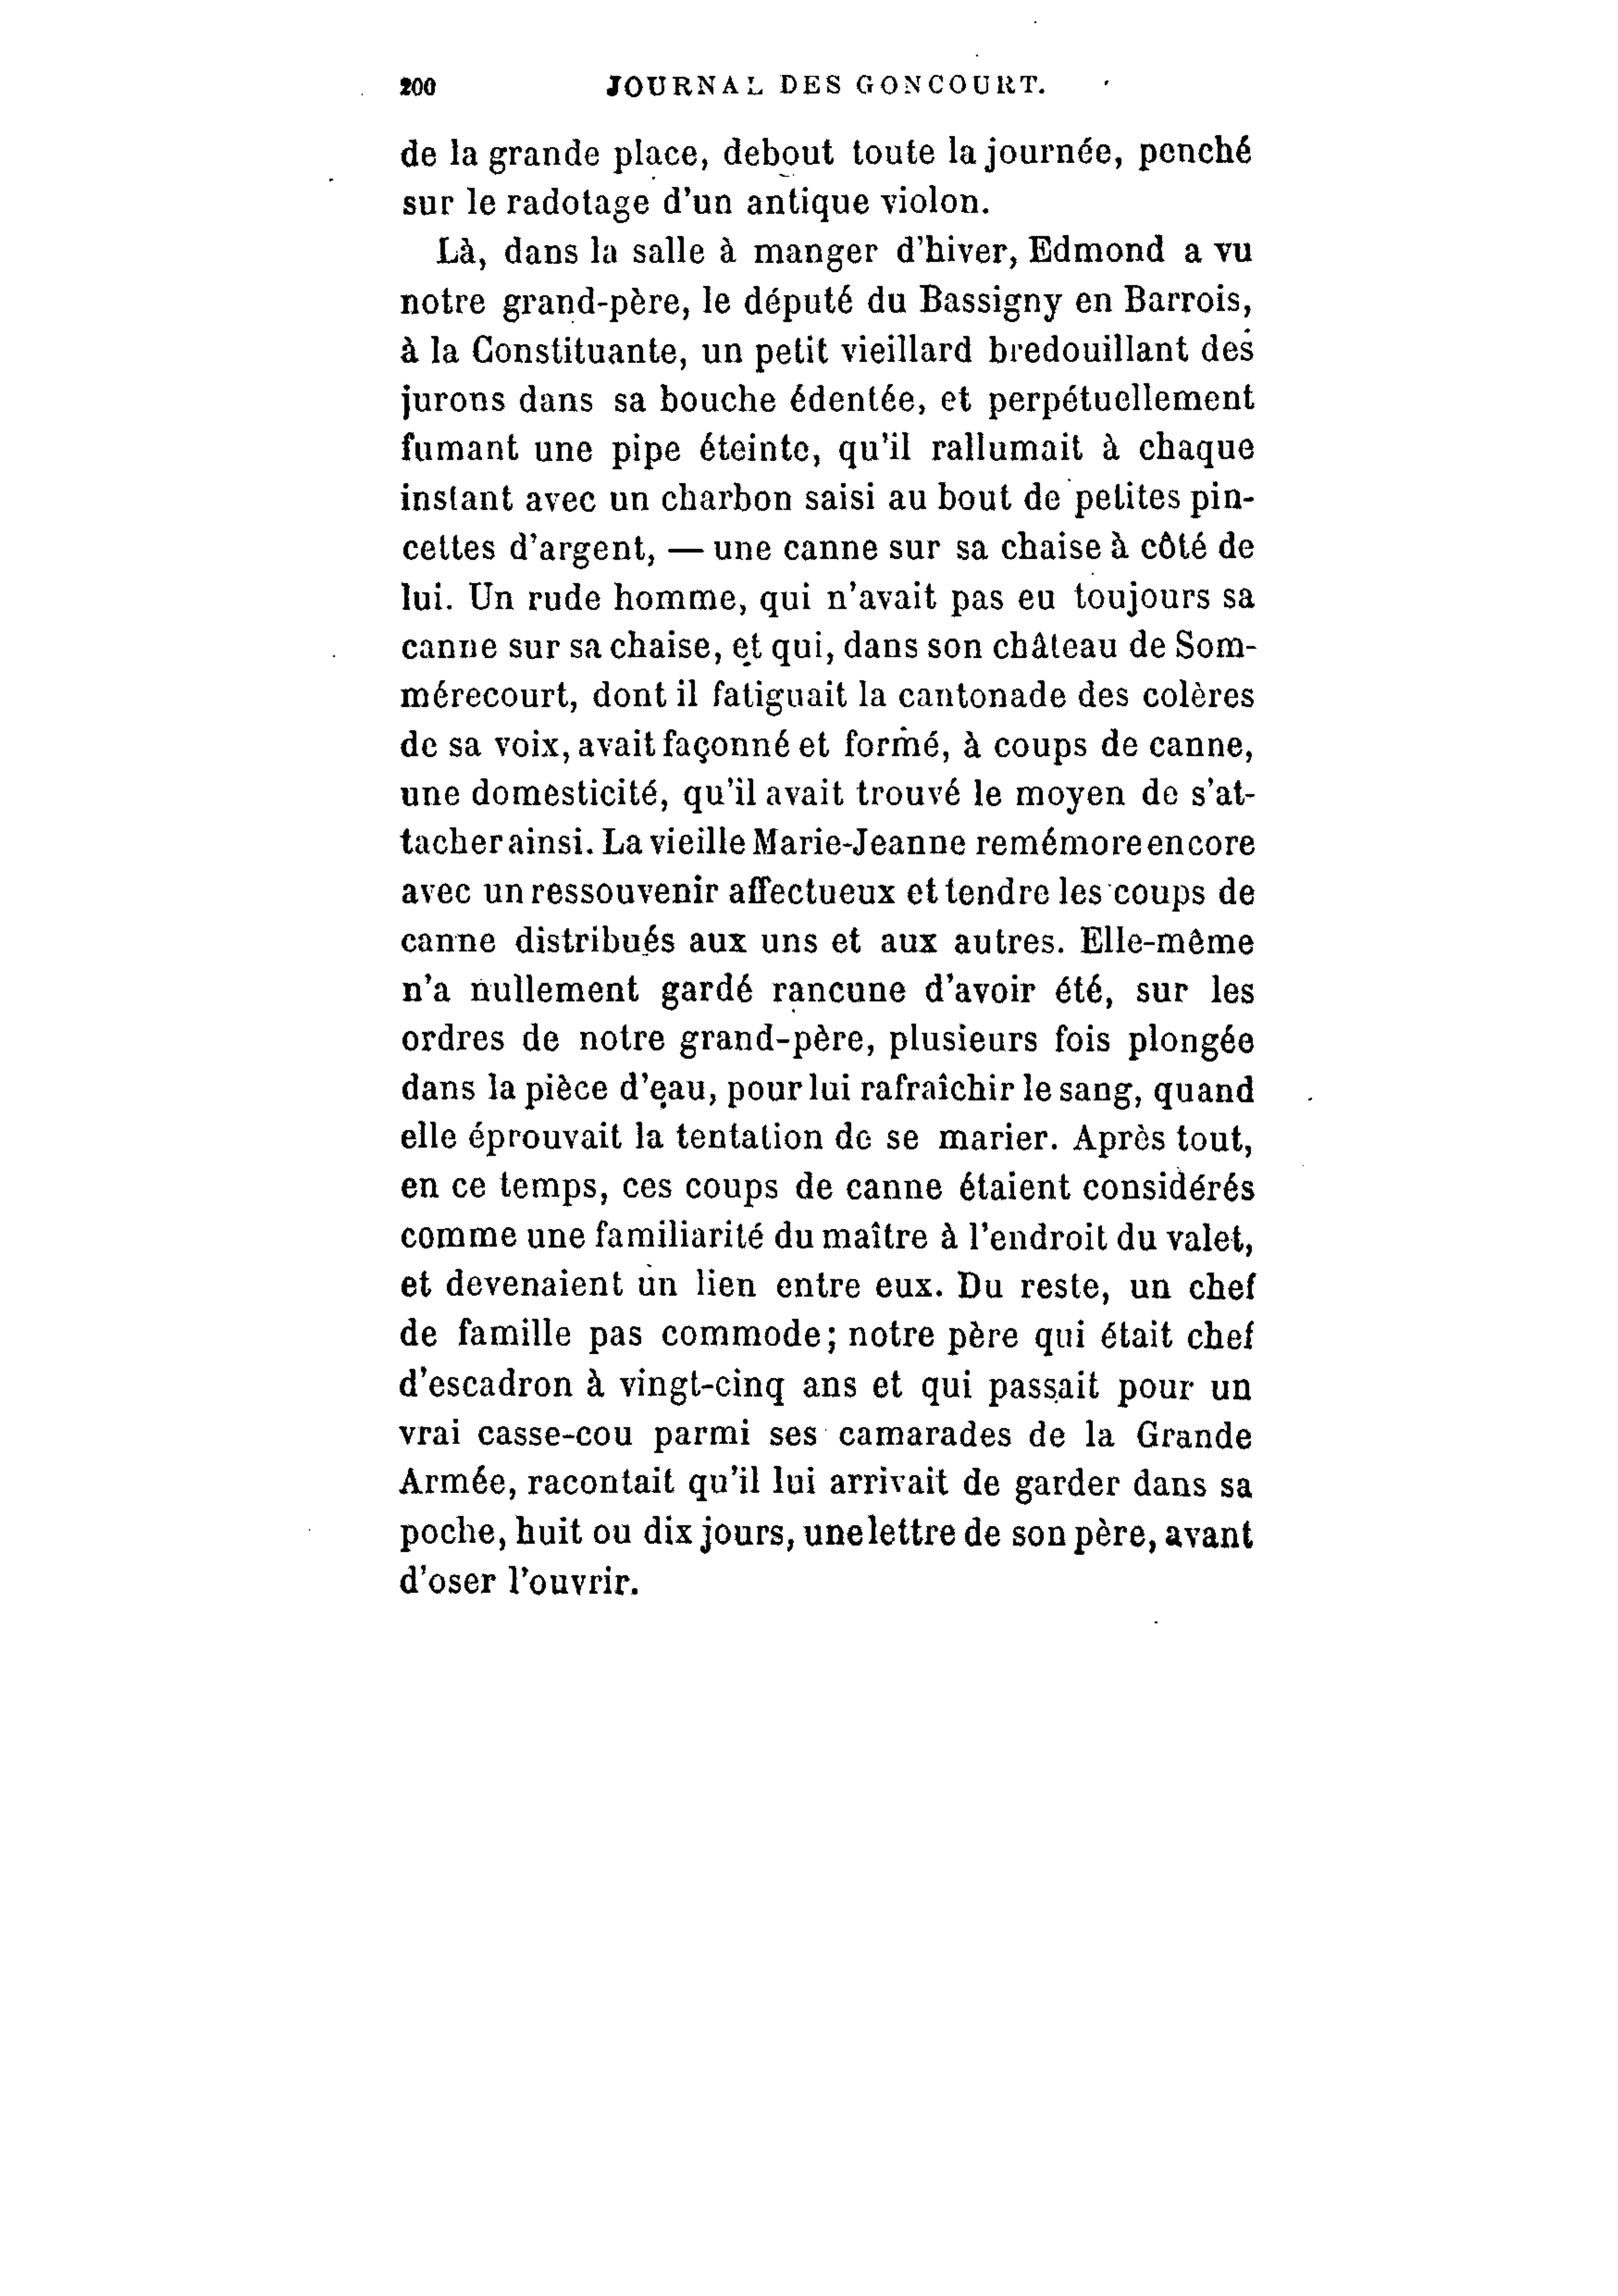 200 JOURNAL DES GONCOURT.
de la grande place, debout toute la journée, penché
sur le radotage d'un antique violon.
Là, dans la salle à manger d'hiver, Edmond a vu
notre grand-père, le député du Bassigny en Barrois,
à la Constituante, un petit vieillard bredouillant des
jurons dans sa bouche édentée, et perpétuellement
fumant une pipe éteinte, qu'il rallumait à chaque
instant avec un charbon saisi au bout de petites pin-
cettes d'argent, — une canne sur sa chaise à côté de
lui. Un rude homme, qui n'avait pas eu toujours sa
canne sur sa chaise, et qui, dans son château de Som-
mérecourt, dont il fatiguait la cantonade des colères
de sa voix, avait façonné et formé, à coups de canne,
une domesticité, qu'il avait trouvé le moyen de s'at-
tacher ainsi. La vieille Marie-Jeanne remémore encore
avec un ressouvenir affectueux et tendre les coups de
canne distribués aux uns et aux autres. Elle-même
n'a nullement gardé rancune d'avoir été, sur les
ordres de notre grand-père, plusieurs fois plongée
dans la pièce d'eau, pour lui rafraîchir le sang, quand
elle éprouvait la tentation de se marier. Après tout,
en ce temps, ces coups de canne étaient considérés
comme une familiarité du maître à l'endroit du valet,
et devenaient un lien entre eux. Du reste, un chef
de famille pas commode; notre père qui était chef
d'escadron à vingt-cinq ans et qui passait pour un
vrai casse-cou parmi ses camarades de la Grande
Armée, racontait qu'il lui arrivait de garder dans sa
poche, huit ou dix jours, une lettre de son père, avant
d'oser l'ouvrir.